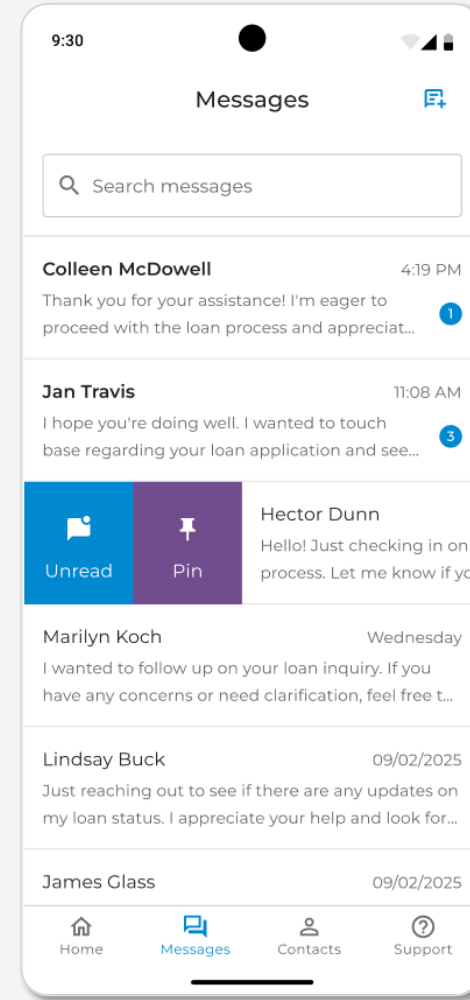 9:30
Messages
Search messages
Colleen McDowell
4:19 PM
Thank you for your assistance! I'm eager to
proceed with the loan process and appreciat...
1
Jan Travis
11:08 AM
I hope you're doing well. I wanted to touch
base regarding your loan application and see...
3
Unread
Pin
Hector Dunn
Hello! Just checking in on
process. Let me know if yo
Marilyn Koch
Wednesday
I wanted to follow up on your loan inquiry. If you
have any concerns or need clarification, feel free t...
Lindsay Buck
09/02/2025
Just reaching out to see if there are any updates on
my loan status. I appreciate your help and look for...
James Glass
09/02/2025
Home
Messages
Contacts
Support